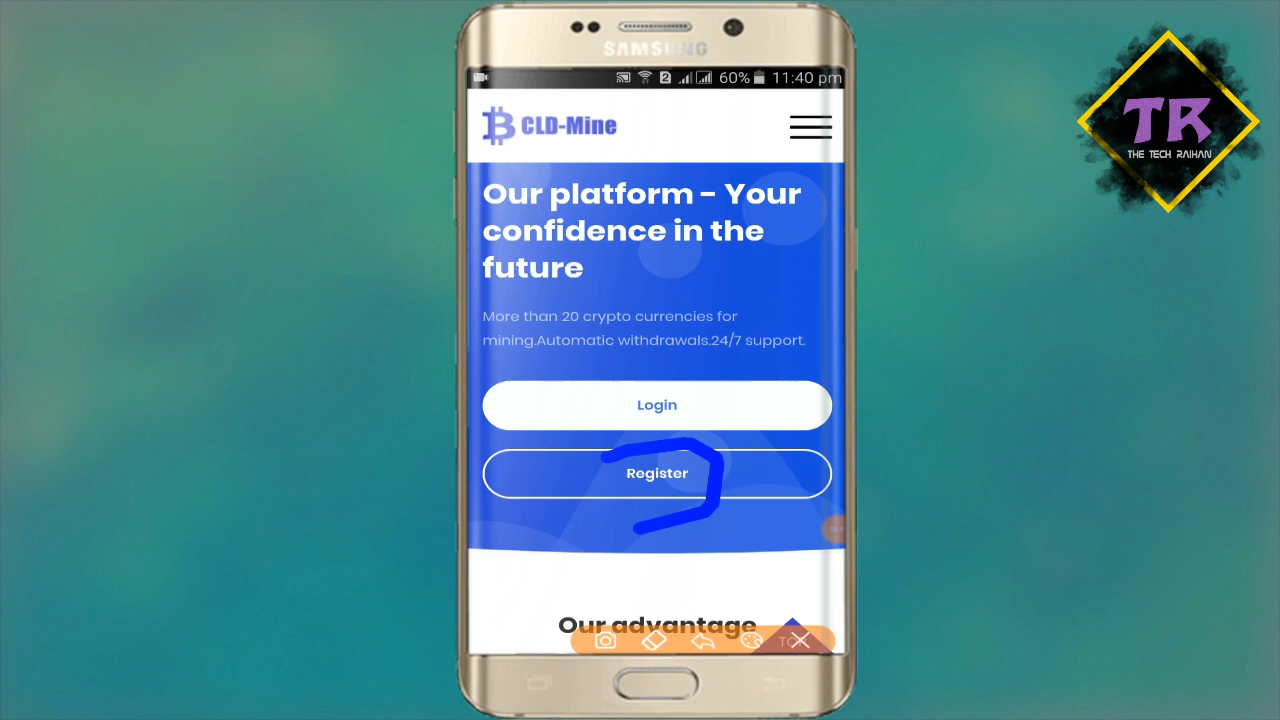 SAMSUNG
2
60%
11:40 pm
CLD-Mine
TR
THE TECH RAIHAN
Our platform - Your
confidence in the
future
More than 20 crypto currencies for
mining.Automatic withdrawals.24/7 support.
Login
Register
Our advantage